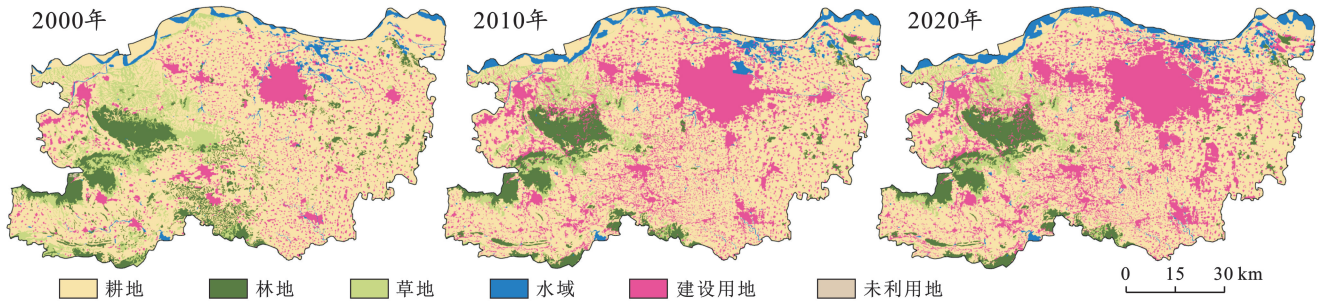 2000年
2010年
2020年
耕地
林地
草地
水域
建设用地
未利用地
0 15 30 km